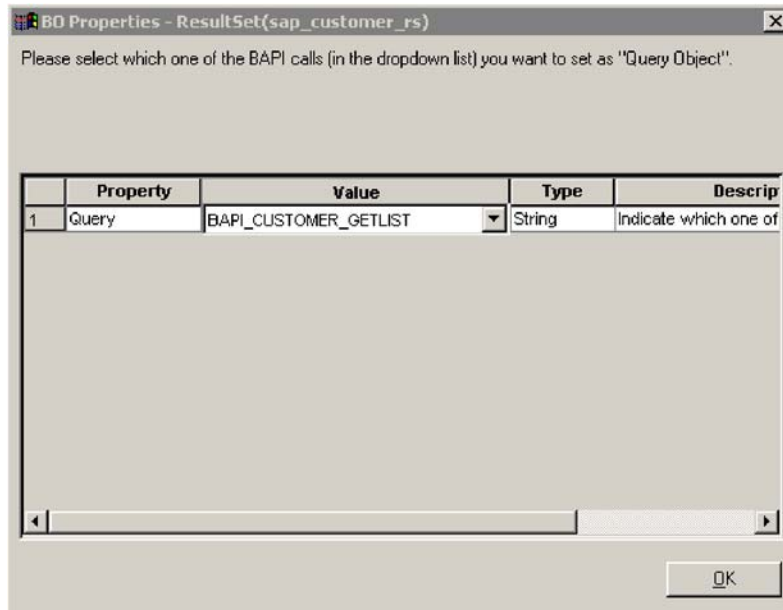 BO Properties - ResultSet(sap_customer_rs)
Please select which one of the BAPI calls (in the dropdown list) you want to set as "Query Object".
Property Value Type Descrip
1 Query BAPI_CUSTOMER_GETLIST String Indicate which one of
OK